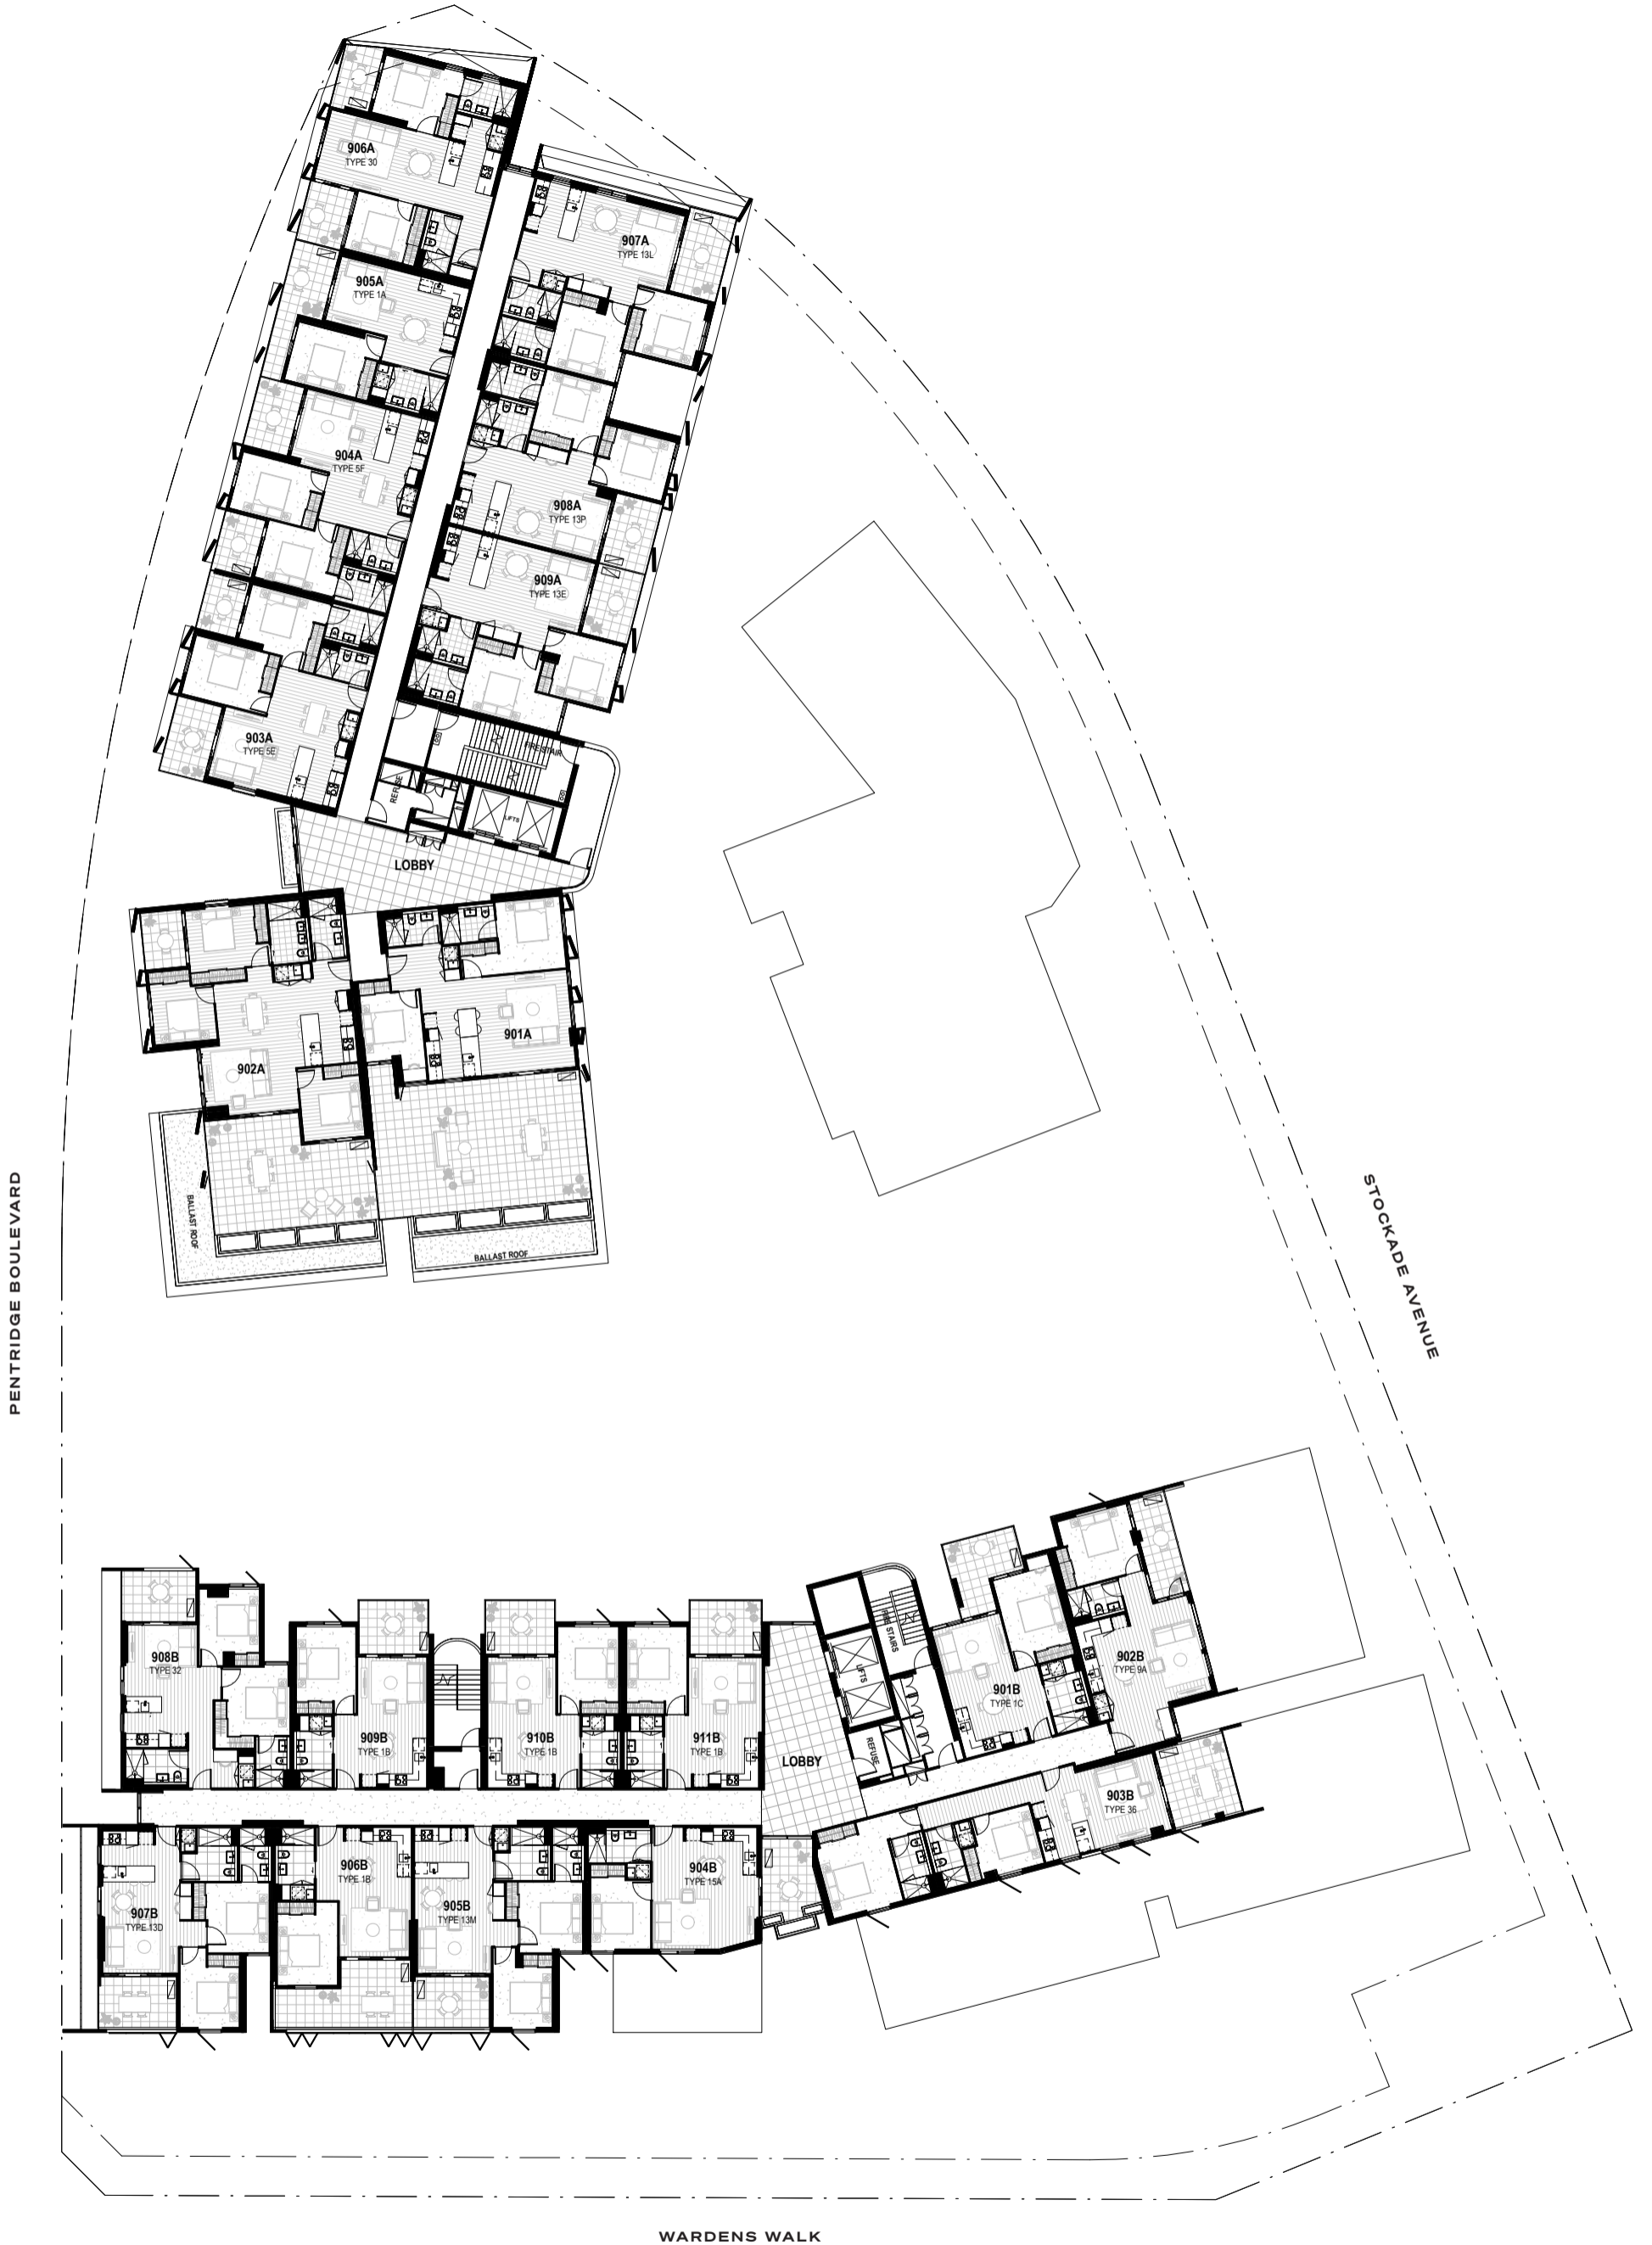 906A
TYPE 30
907A
TYPE 13L
905A
TYPE 1A
904A
TYPE 5F
908A
TYPE 13P
909A
TYPE 13E
903A
TYPE 5E
FIRE STAIR
REFUSE
LIFTS
LOBBY
901A
902A
BALLAST ROOF
BALLAST ROOF
PENTRIDGE BOULEVARD
STOCKADE AVENUE
908B
TYPE 32
909B
TYPE 1B
910B
TYPE 1B
911B
TYPE 1B
LOBBY
FIRE STAIRS
LIFTS
REFUSE
901B
TYPE 1C
902B
TYPE 9A
903B
TYPE 36
907B
TYPE 13D
906B
TYPE 1B
905B
TYPE 13M
904B
TYPE 15A
WARDENS WALK